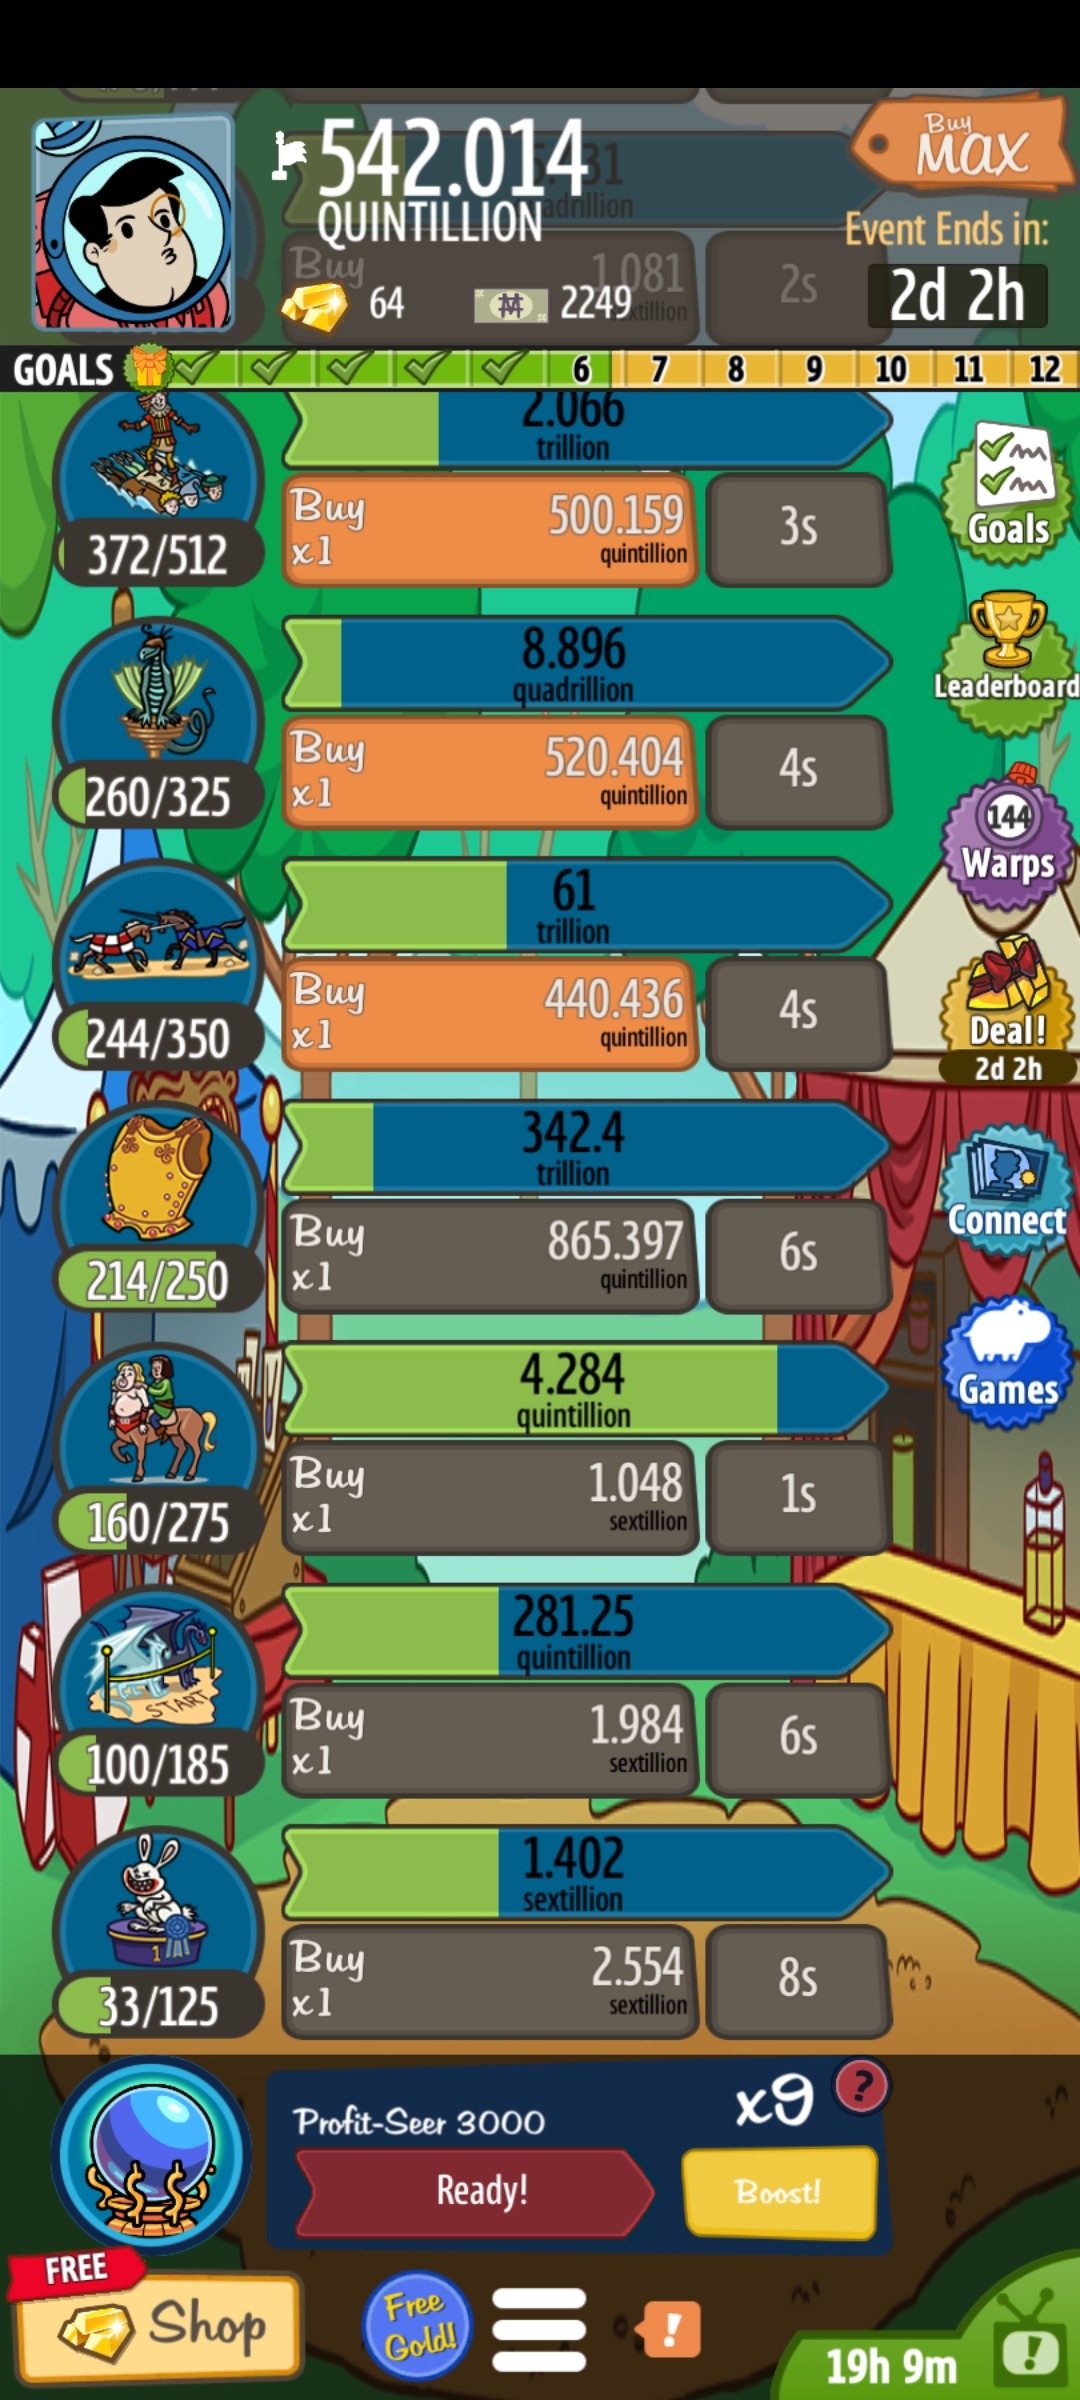 542.014
QUINTILLION
64
2249
Buy
MAX
Event Ends in:
2d 2h
Buy
1.081
2s
GOALS
6
7
8
9
10
11
12
2.066
trillion
372/512
Buy
x1
500.159
quintillion
3s
Goals
8.896
quadrillion
260/325
Buy
x1
520.404
quintillion
4s
Leaderboard
61
trillion
244/350
Buy
x1
440.436
quintillion
4s
144
Warps
Deal!
2d 2h
342.4
trillion
214/250
Buy
x1
865.397
quintillion
6s
Connect
4.284
quintillion
160/275
Buy
x1
1.048
sextillion
1s
Games
281.25
quintillion
START
100/185
Buy
x1
1.984
sextillion
6s
1.402
sextillion
1
33/125
Buy
x1
2.554
sextillion
8s
Profit-Seer 3000
x9
?
Ready!
Boost!
FREE
Shop
Free
Gold!
!
19h 9m
!